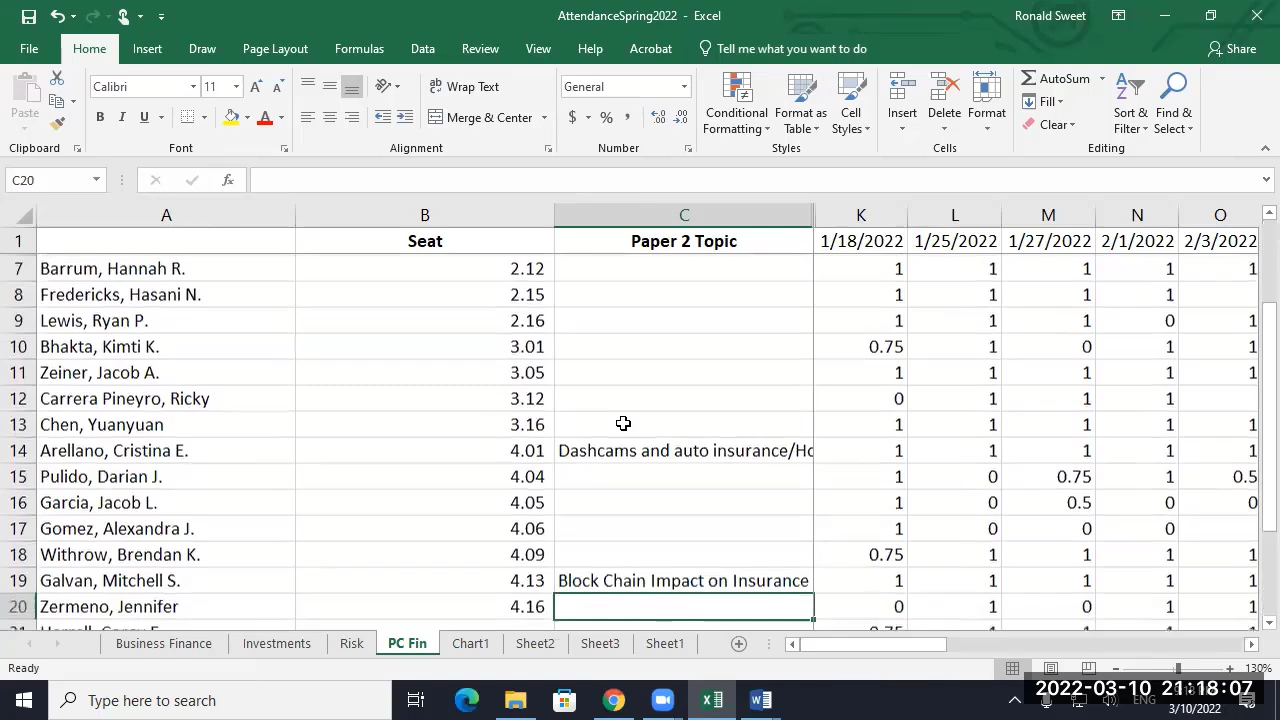 AttendanceSpring2022 - Excel
Ronald Sweet
File Home Insert Draw Page Layout Formulas Data Review View Help Acrobat Tell me what you want to do Share
Paste
Clipboard
Calibri 11
B I U
Font
Wrap Text
Merge & Center
Alignment
General
$ % ,
Number
Conditional Formatting
Format as Table
Cell Styles
Styles
Insert Delete Format
Cells
AutoSum
Fill
Clear
Sort & Filter
Find & Select
Editing
C20
fx
A B C K L M N O
1 Seat Paper 2 Topic 1/18/2022 1/25/2022 1/27/2022 2/1/2022 2/3/2022
7 Barrum, Hannah R. 2.12 1 1 1 1 1
8 Fredericks, Hasani N. 2.15 1 1 1 1
9 Lewis, Ryan P. 2.16 1 1 1 0 1
10 Bhakta, Kimti K. 3.01 0.75 1 0 1 1
11 Zeiner, Jacob A. 3.05 1 1 1 1 1
12 Carrera Pineyro, Ricky 3.12 0 1 1 1
13 Chen, Yuanyuan 3.16 1 1 1 1 1
14 Arellano, Cristina E. 4.01 Dashcams and auto insurance/Ho 1 1 1 1 1
15 Pulido, Darian J. 4.04 1 0 0.75 1 0.5
16 Garcia, Jacob L. 4.05 1 0 0.5 0 0
17 Gomez, Alexandra J. 4.06 1 0 0 0
18 Withrow, Brendan K. 4.09 0.75 1 1 1 1
19 Galvan, Mitchell S. 4.13 Block Chain Impact on Insurance 1 1 1 1 1
20 Zermeno, Jennifer 4.16 0 1 0 1 1
Business Finance Investments Risk PC Fin Chart1 Sheet2 Sheet3 Sheet1
Ready
130%
Type here to search
ENG
2022-03-10 21:18:07
3/10/2022